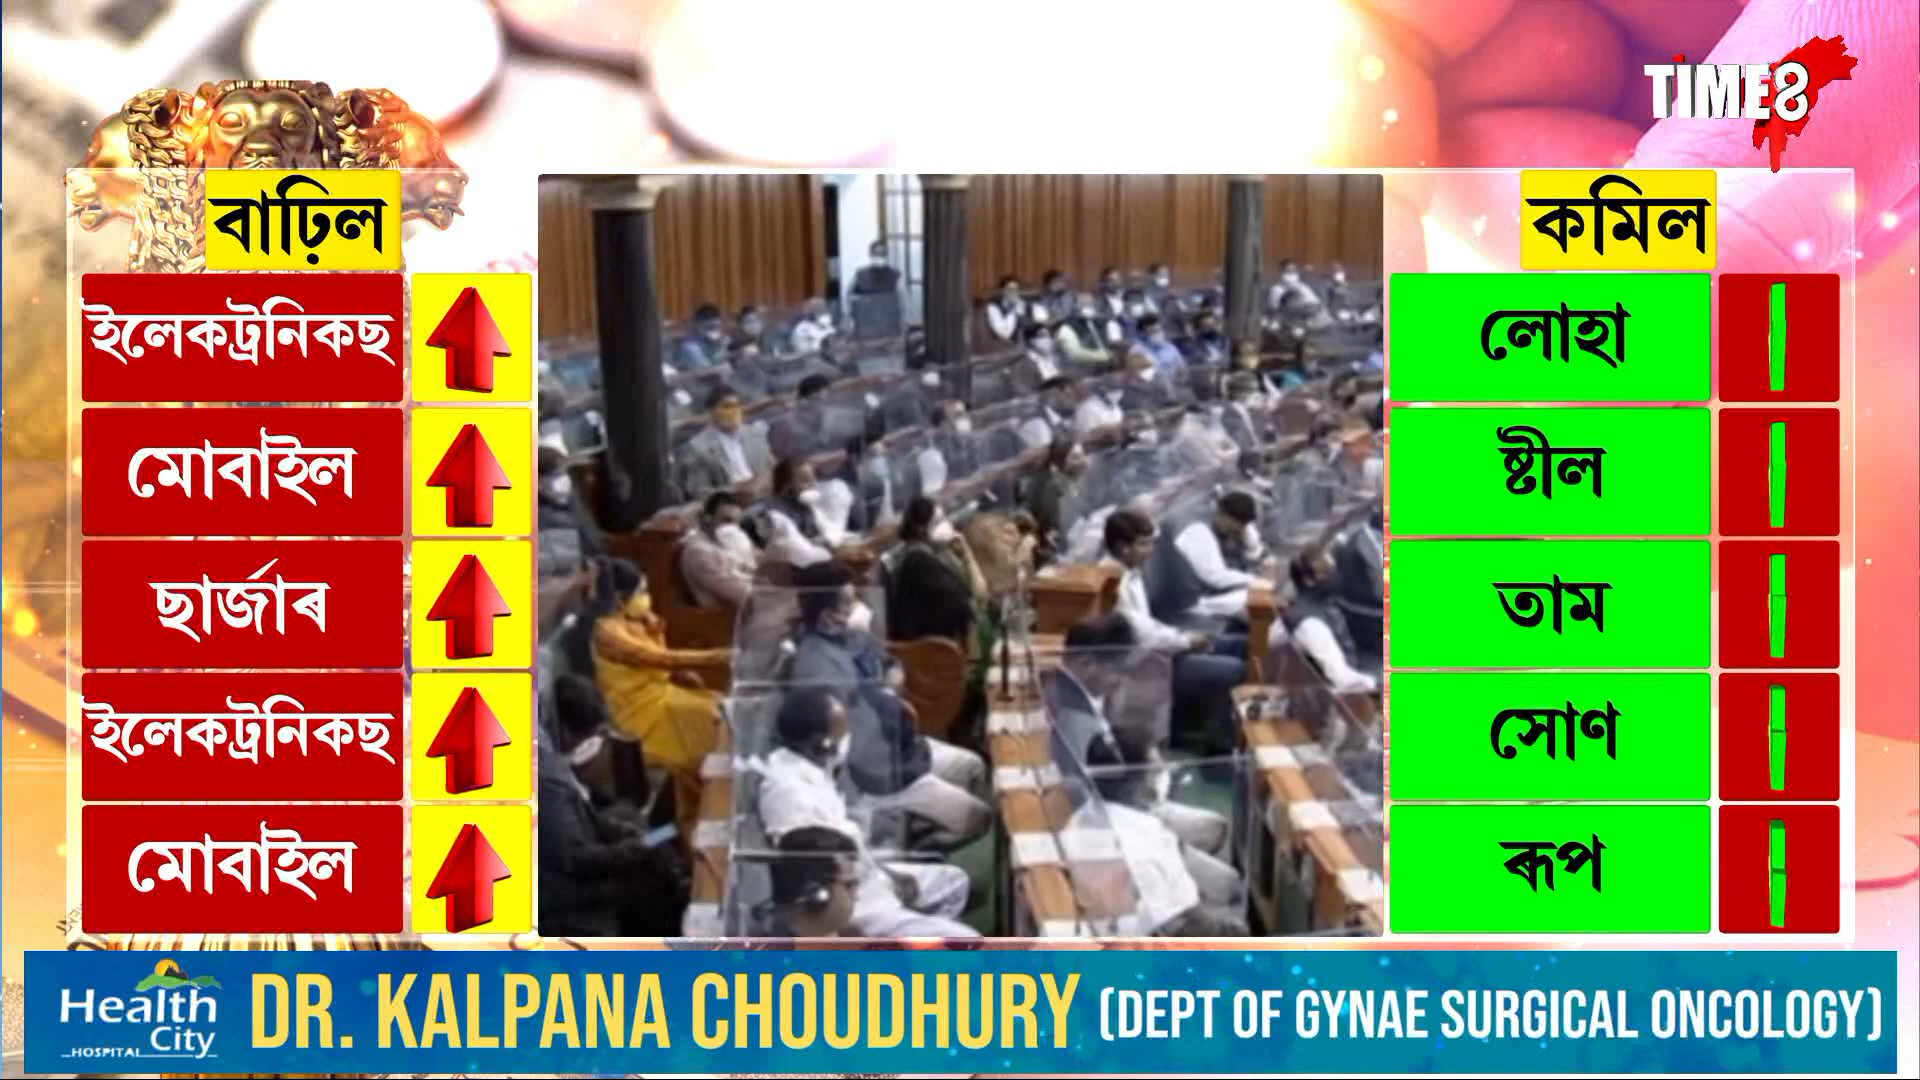 TIME8
বাঢ়িল
ইলেকট্ৰনিকছ
মোবাইল
ছাৰ্জাৰ
ইলেকট্ৰনিকছ
মোবাইল
কমিল
লোহা
ষ্টীল
তাম
সোণ
ৰূপ
Health City HOSPITAL
DR. KALPANA CHOUDHURY (DEPT OF GYNAE SURGICAL ONCOLOGY)